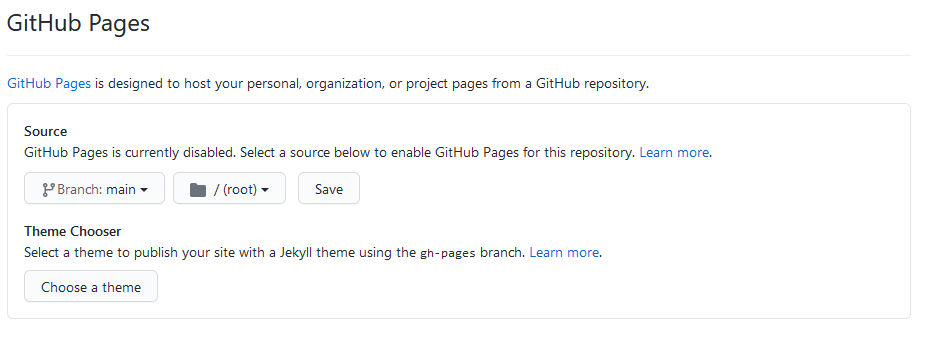 GitHub Pages
GitHub Pages is designed to host your personal, organization, or project pages from a GitHub repository.
Source
GitHub Pages is currently disabled. Select a source below to enable GitHub Pages for this repository. Learn more.
Branch: main / (root) Save
Theme Chooser
Select a theme to publish your site with a Jekyll theme using the gh-pages branch. Learn more.
Choose a theme